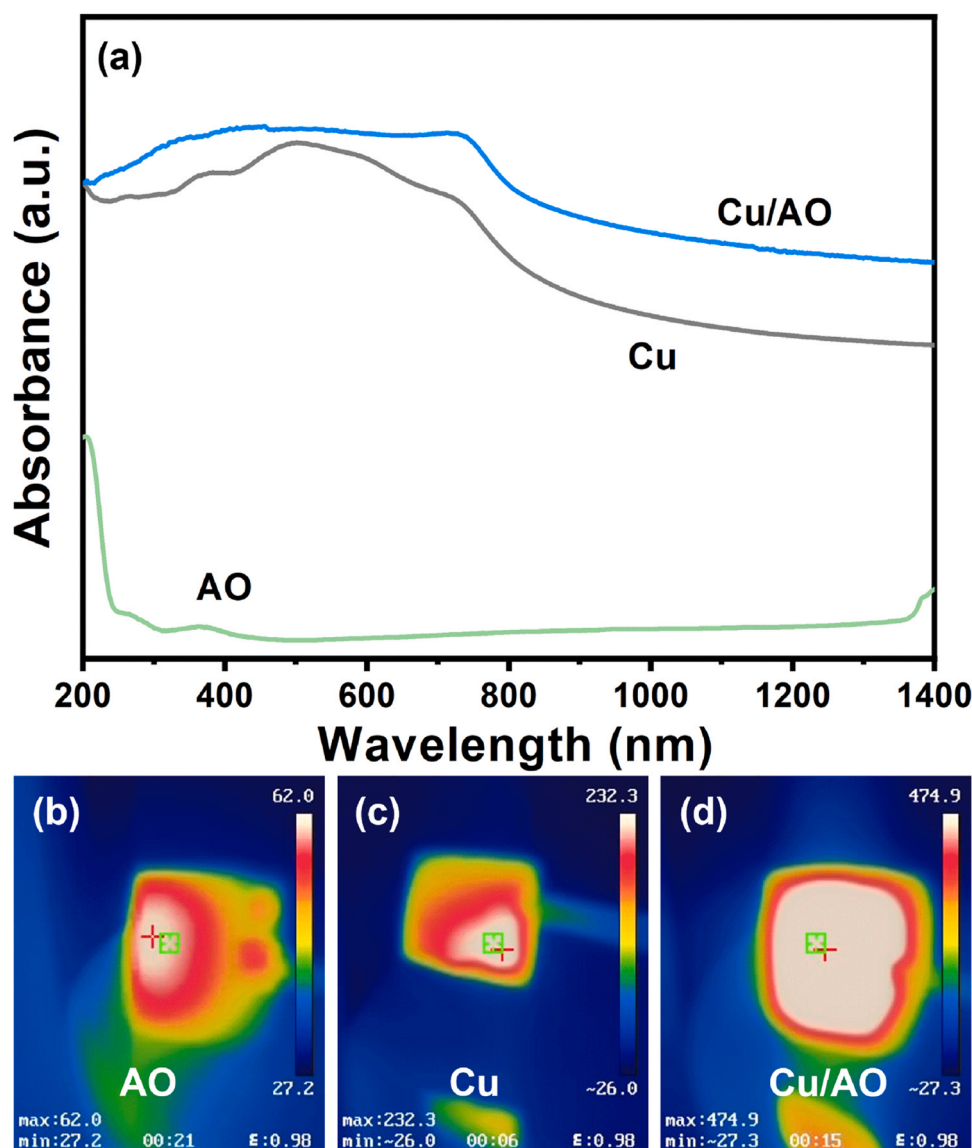 (a)
Absorbance (a.u.)
Cu/AO
Cu
AO
200 400 600 800 1000 1200 1400
Wavelength (nm)
(b)
62.0
AO
27.2
max:62.0
min:27.2 00:21 E:0.98
(c)
232.3
Cu
~26.0
max:232.3
min:~26.0 00:06 E:0.98
(d)
474.9
Cu/AO
~27.3
max:474.9
min:~27.3 00:15 E:0.98